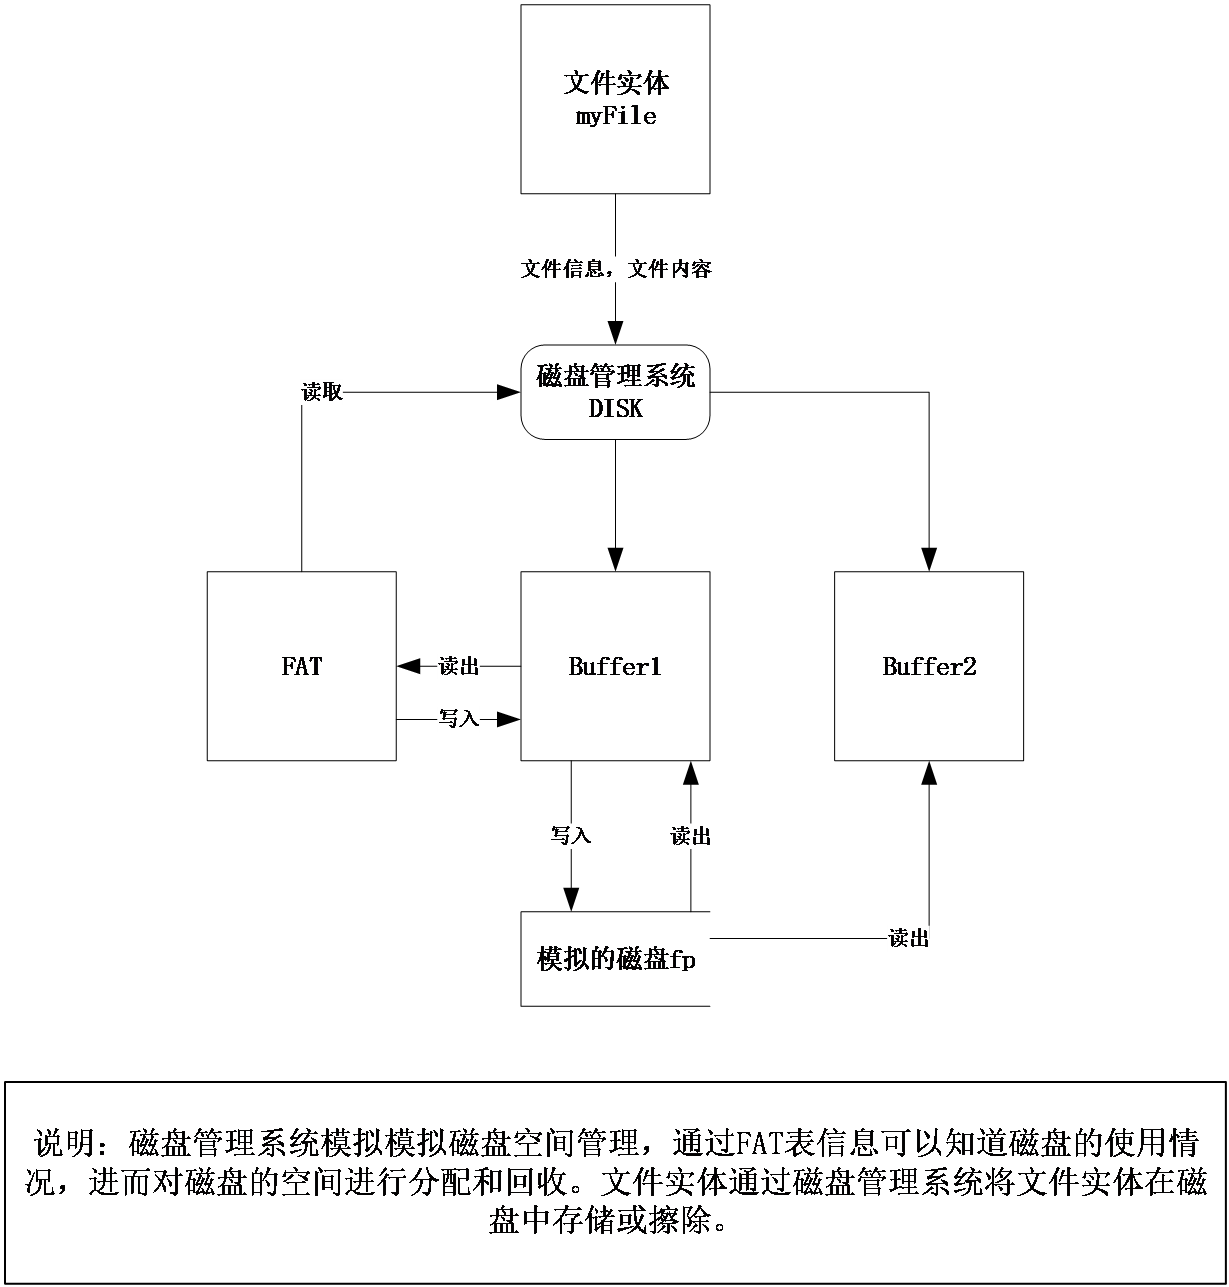 文件实体
myFile
文件信息，文件内容
读取
磁盘管理系统
DISK
FAT
读出
写入
Buffer1
Buffer2
写入
读出
模拟的磁盘fp
读出
说明：磁盘管理系统模拟模拟磁盘空间管理，通过FAT表信息可以知道磁盘的使用情
况，进而对磁盘的空间进行分配和回收。文件实体通过磁盘管理系统将文件实体在磁
盘中存储或擦除。